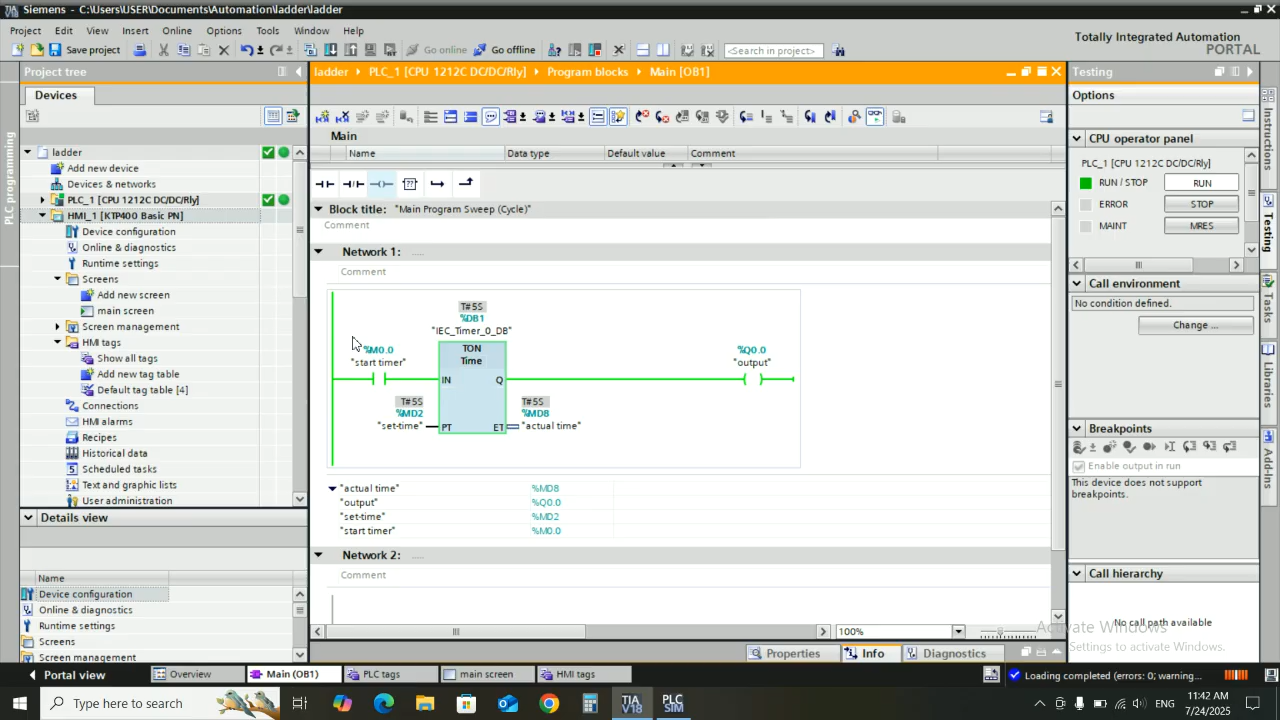 Siemens - C:\Users\USER\Documents\Automation\ladder\ladder
Project Edit View Insert Online Options Tools Window Help
Totally Integrated Automation
PORTAL
Save project Go online Go offline <Search in project>
Project tree
ladder PLC_1 [CPU 1212C DC/DC/Rly] Program blocks Main [OB1]
Testing
Devices
Options
PLC programming
Main
Name Data type Default value Comment
CPU operator panel
PLC_1 [CPU 1212C DC/DC/Rly]
RUN / STOP RUN
ERROR STOP
MAINT MRES
ladder
Add new device
Devices & networks
PLC_1 [CPU 1212C DC/DC/Rly]
HMI_1 [KTP400 Basic PN]
Device configuration
Online & diagnostics
Runtime settings
Screens
Add new screen
main screen
Screen management
HMI tags
Show all tags
Add new tag table
Default tag table [4]
Connections
HMI alarms
Recipes
Historical data
Scheduled tasks
Text and graphic lists
User administration
Block title: "Main Program Sweep (Cycle)"
Comment
Network 1: .....
Comment
T#5S
%DB1
"IEC_Timer_0_DB"
%M0.0
"start timer"
TON
Time
%Q0.0
"output"
IN Q
T#5S
%MD2
"set-time"
PT ET
T#5S
%MD8
"actual time"
"actual time" %MD8
"output" %Q0.0
"set-time" %MD2
"start timer" %M0.0
Network 2: .....
Comment
100%
Call environment
No condition defined.
Change ...
Breakpoints
Enable output in run
This device does not support
breakpoints.
Call hierarchy
No call path available
Instructions
Testing
Tasks
Libraries
Add-Ins
Details view
Name
Device configuration
Online & diagnostics
Runtime settings
Screens
Screen management
Activate Windows
Settings to activate Windows.
Properties Info Diagnostics
Portal view Overview Main (OB1) PLC tags main screen HMI tags
Loading completed (errors: 0; warning...
Type here to search
TIA
V18
PLC
SIM
ENG
11:42 AM
7/24/2025